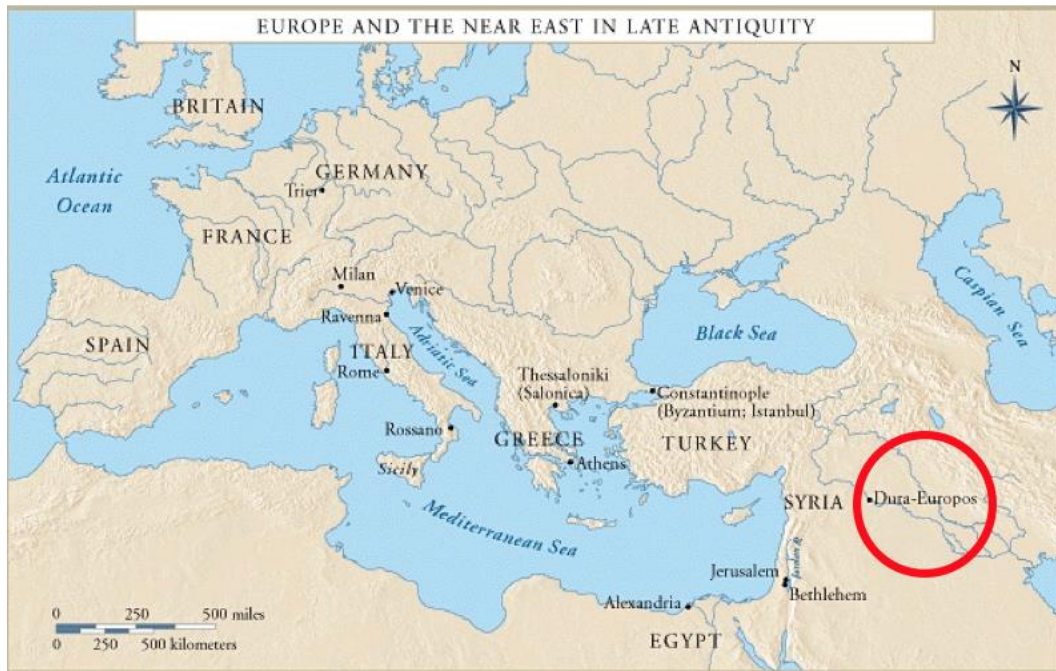 EUROPE AND THE NEAR EAST IN LATE ANTIQUITY
N
BRITAIN
Atlantic
Ocean
GERMANY
Trier
FRANCE
Milan
Venice
Ravenna
SPAIN
ITALY
Adriatic Sea
Rome
Black Sea
Caspian Sea
Thessaloniki
(Salonica)
Constantinople
(Byzantium; Istanbul)
Rossano
GREECE
TURKEY
Sicily
Athens
SYRIA
Dura-Europos
Mediterranean Sea
Jordan R.
Jerusalem
Bethlehem
Alexandria
EGYPT
0 250 500 miles
0 250 500 kilometers